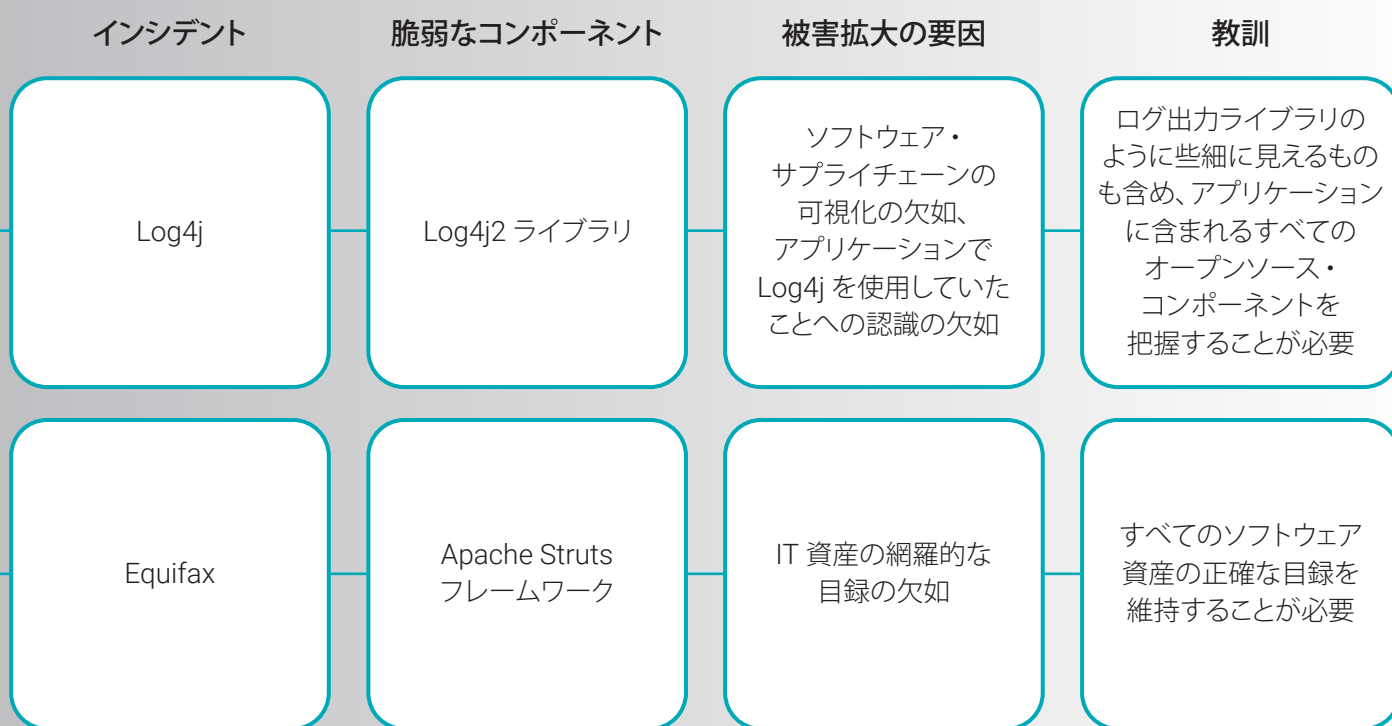 インシデント
脆弱なコンポーネント
被害拡大の要因
教訓
Log4j
Log4j2 ライブラリ
ソフトウェア・
サプライチェーンの
可視化の欠如、
アプリケーションで
Log4j を使用していた
ことへの認識の欠如
ログ出力ライブラリの
ように些細に見えるもの
も含め、アプリケーション
に含まれるすべての
オープンソース・
コンポーネントを
把握することが必要
Equifax
Apache Struts
フレームワーク
IT 資産の網羅的な
目録の欠如
すべてのソフトウェア
資産の正確な目録を
維持することが必要